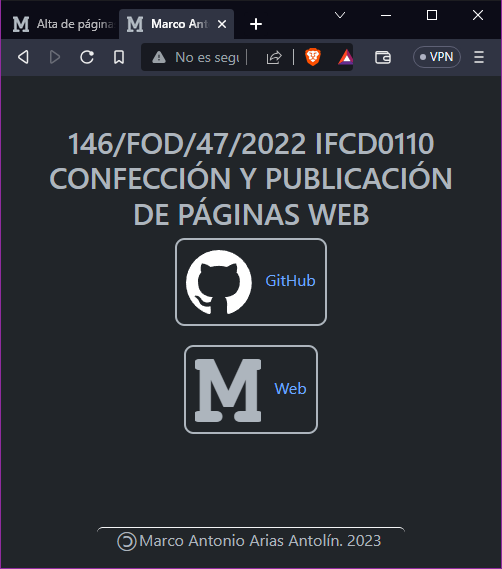 Alta de página
Marco Ant
No es segu
VPN
146/FOD/47/2022 IFCD0110
CONFECCIÓN Y PUBLICACIÓN
DE PÁGINAS WEB
GitHub
M Web
Marco Antonio Arias Antolín. 2023